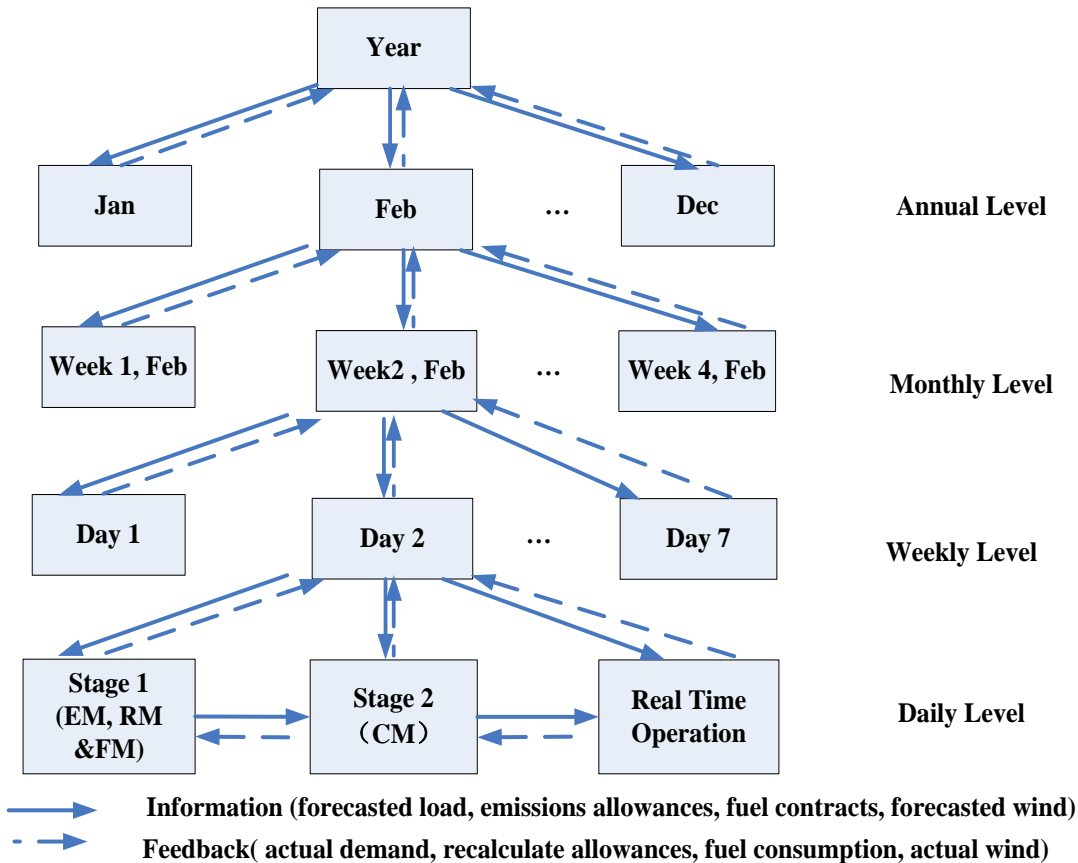 Year
Jan
Feb
...
Dec
Annual Level
Week 1, Feb
Week2 , Feb
...
Week 4, Feb
Monthly Level
Day 1
Day 2
...
Day 7
Weekly Level
Stage 1
(EM, RM
&FM)
Stage 2
（CM）
Real Time
Operation
Daily Level
Information (forecasted load, emissions allowances, fuel contracts, forecasted wind)
Feedback( actual demand, recalculate allowances, fuel consumption, actual wind)